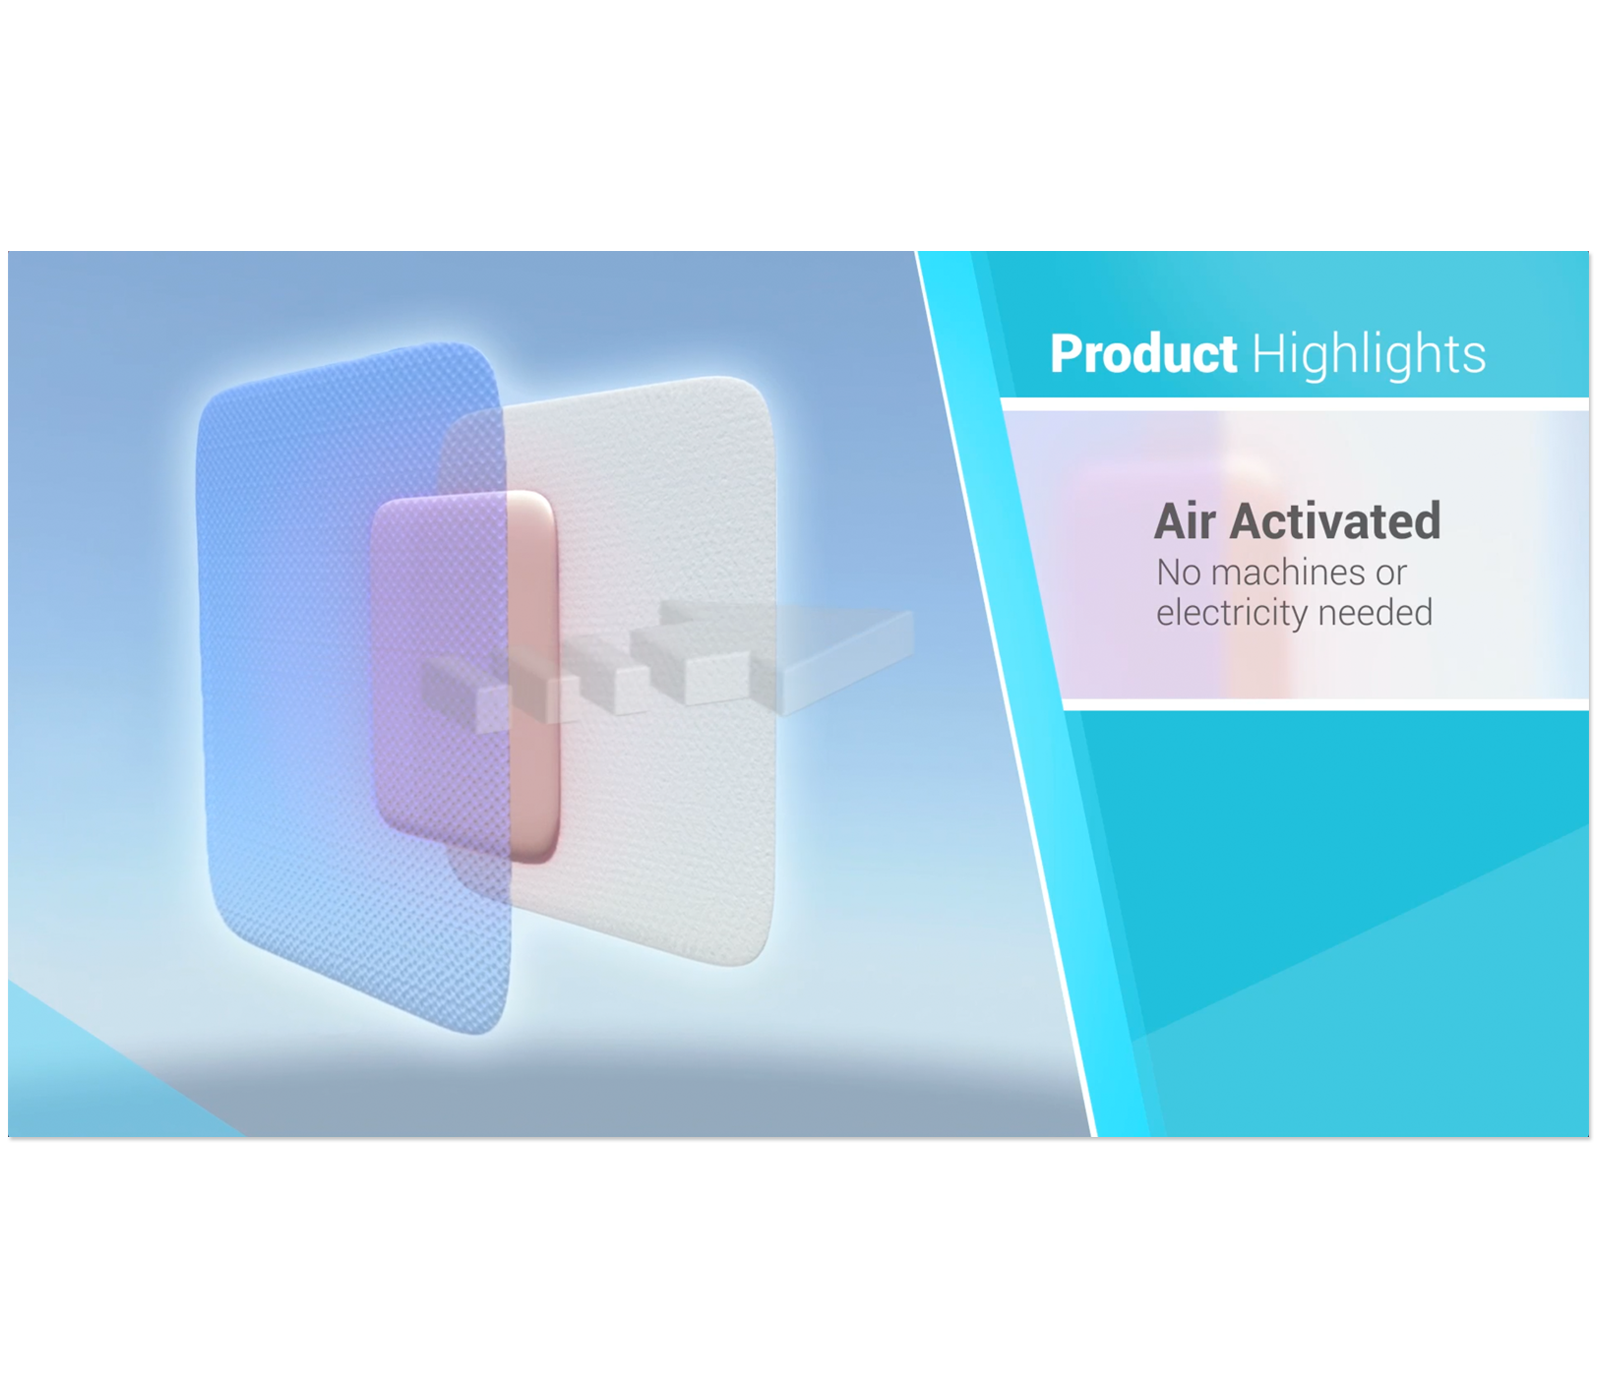 Product Highlights
Air Activated
No machines or
electricity needed